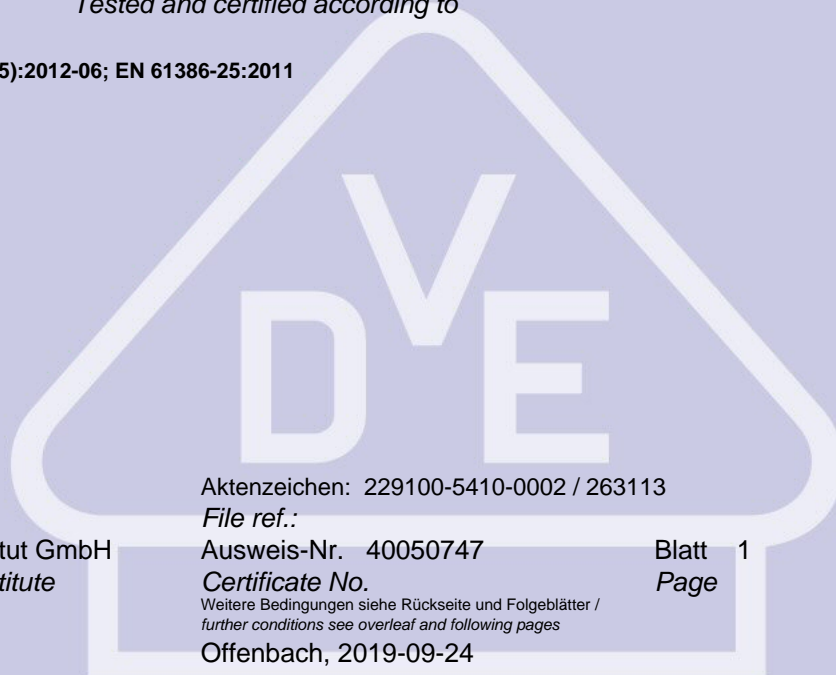 Tested and certified according to
5):2012-06; EN 61386-25:2011
VDE
Aktenzeichen: 229100-5410-0002 / 263113
File ref.:
tut GmbH Ausweis-Nr. 40050747 Blatt 1
titute Certificate No. Page
Weitere Bedingungen siehe Rückseite und Folgeblätter /
further conditions see overleaf and following pages
Offenbach, 2019-09-24